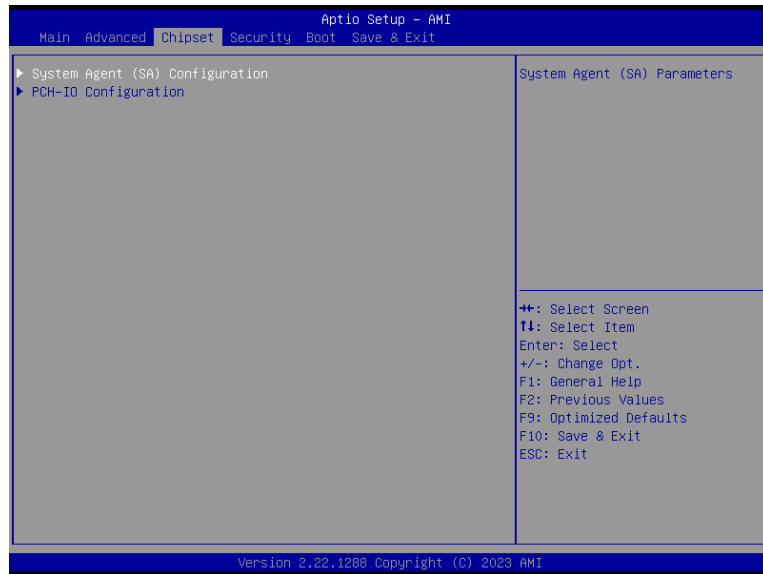 Aptio Setup – AMI
Main Advanced Chipset Security Boot Save & Exit
▶ System Agent (SA) Configuration
▶ PCH-IO Configuration
System Agent (SA) Parameters
→←: Select Screen
↑↓: Select Item
Enter: Select
+/-: Change Opt.
F1: General Help
F2: Previous Values
F9: Optimized Defaults
F10: Save & Exit
ESC: Exit
Version 2.22.1288 Copyright (C) 2023 AMI